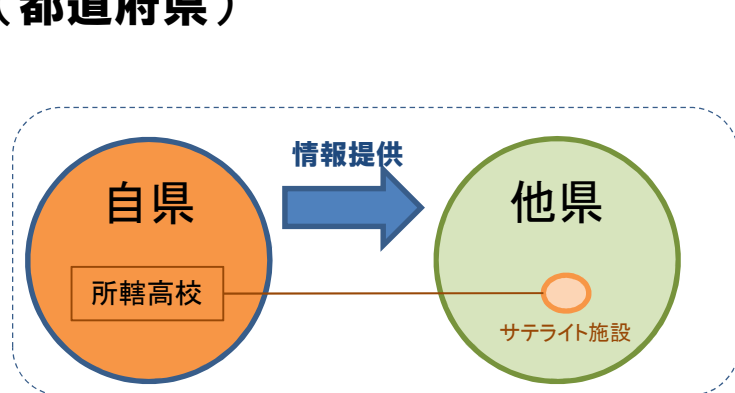 （都道府県）
情報提供
自県
他県
所轄高校
サテライト施設